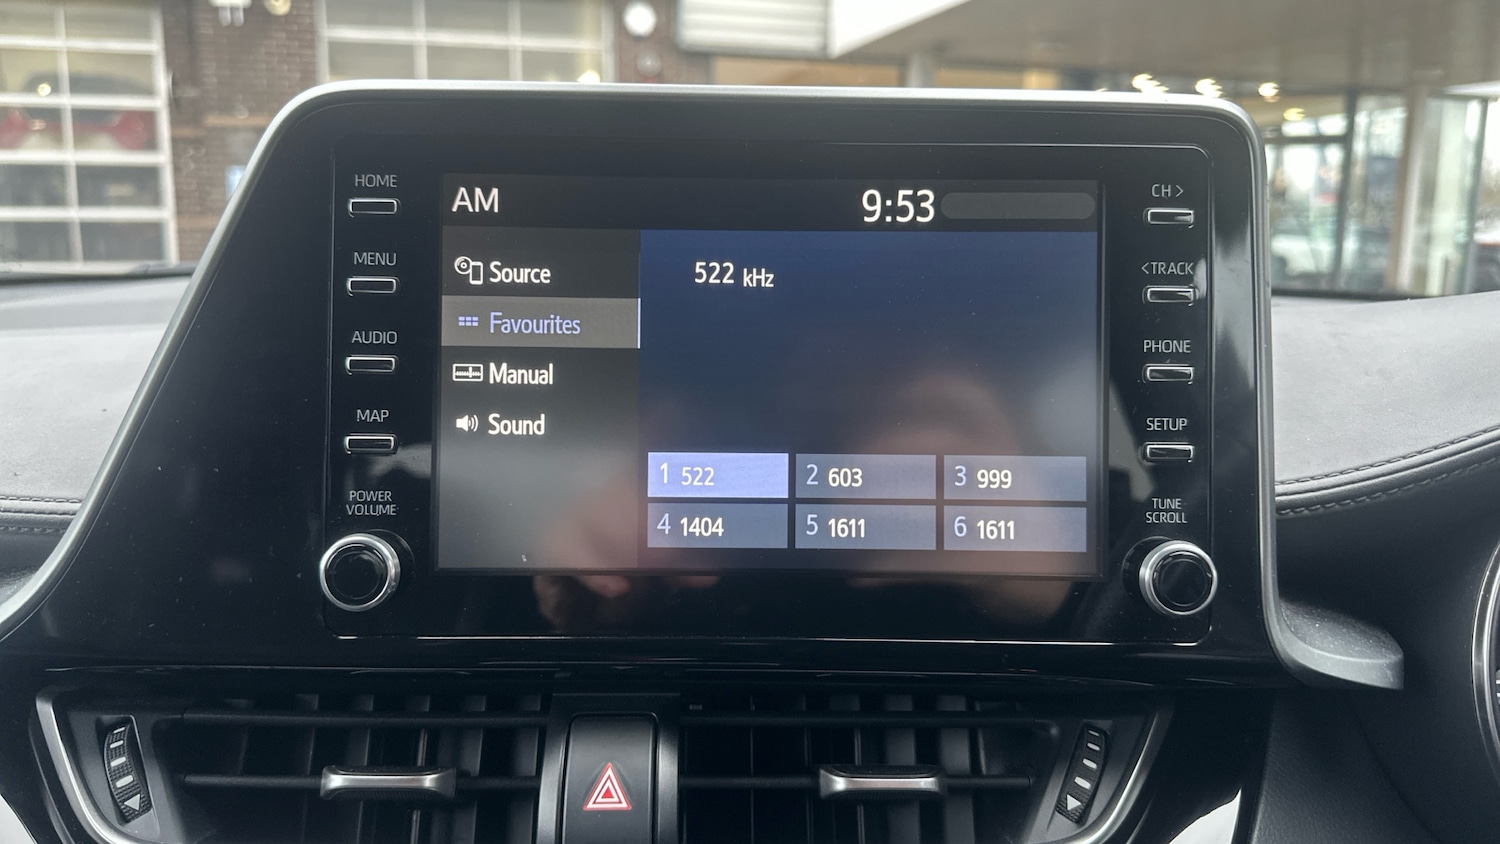 HOME
MENU
AUDIO
MAP
POWER
VOLUME
AM
9:53
Source
Favourites
Manual
Sound
522 kHz
1 522
2 603
3 999
4 1404
5 1611
6 1611
CH >
< TRACK
PHONE
SETUP
TUNE
SCROLL